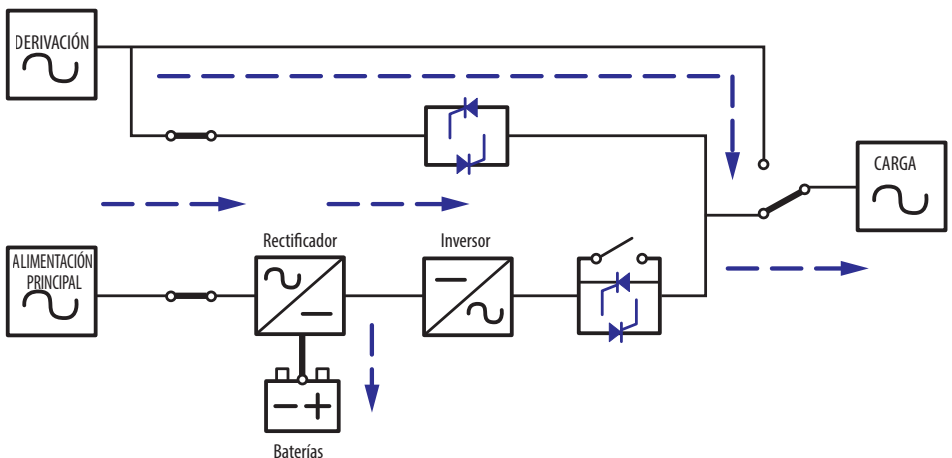 DERIVACIÓN
CARGA
Rectificador
Inversor
ALIMENTACIÓN
PRINCIPAL
Baterías